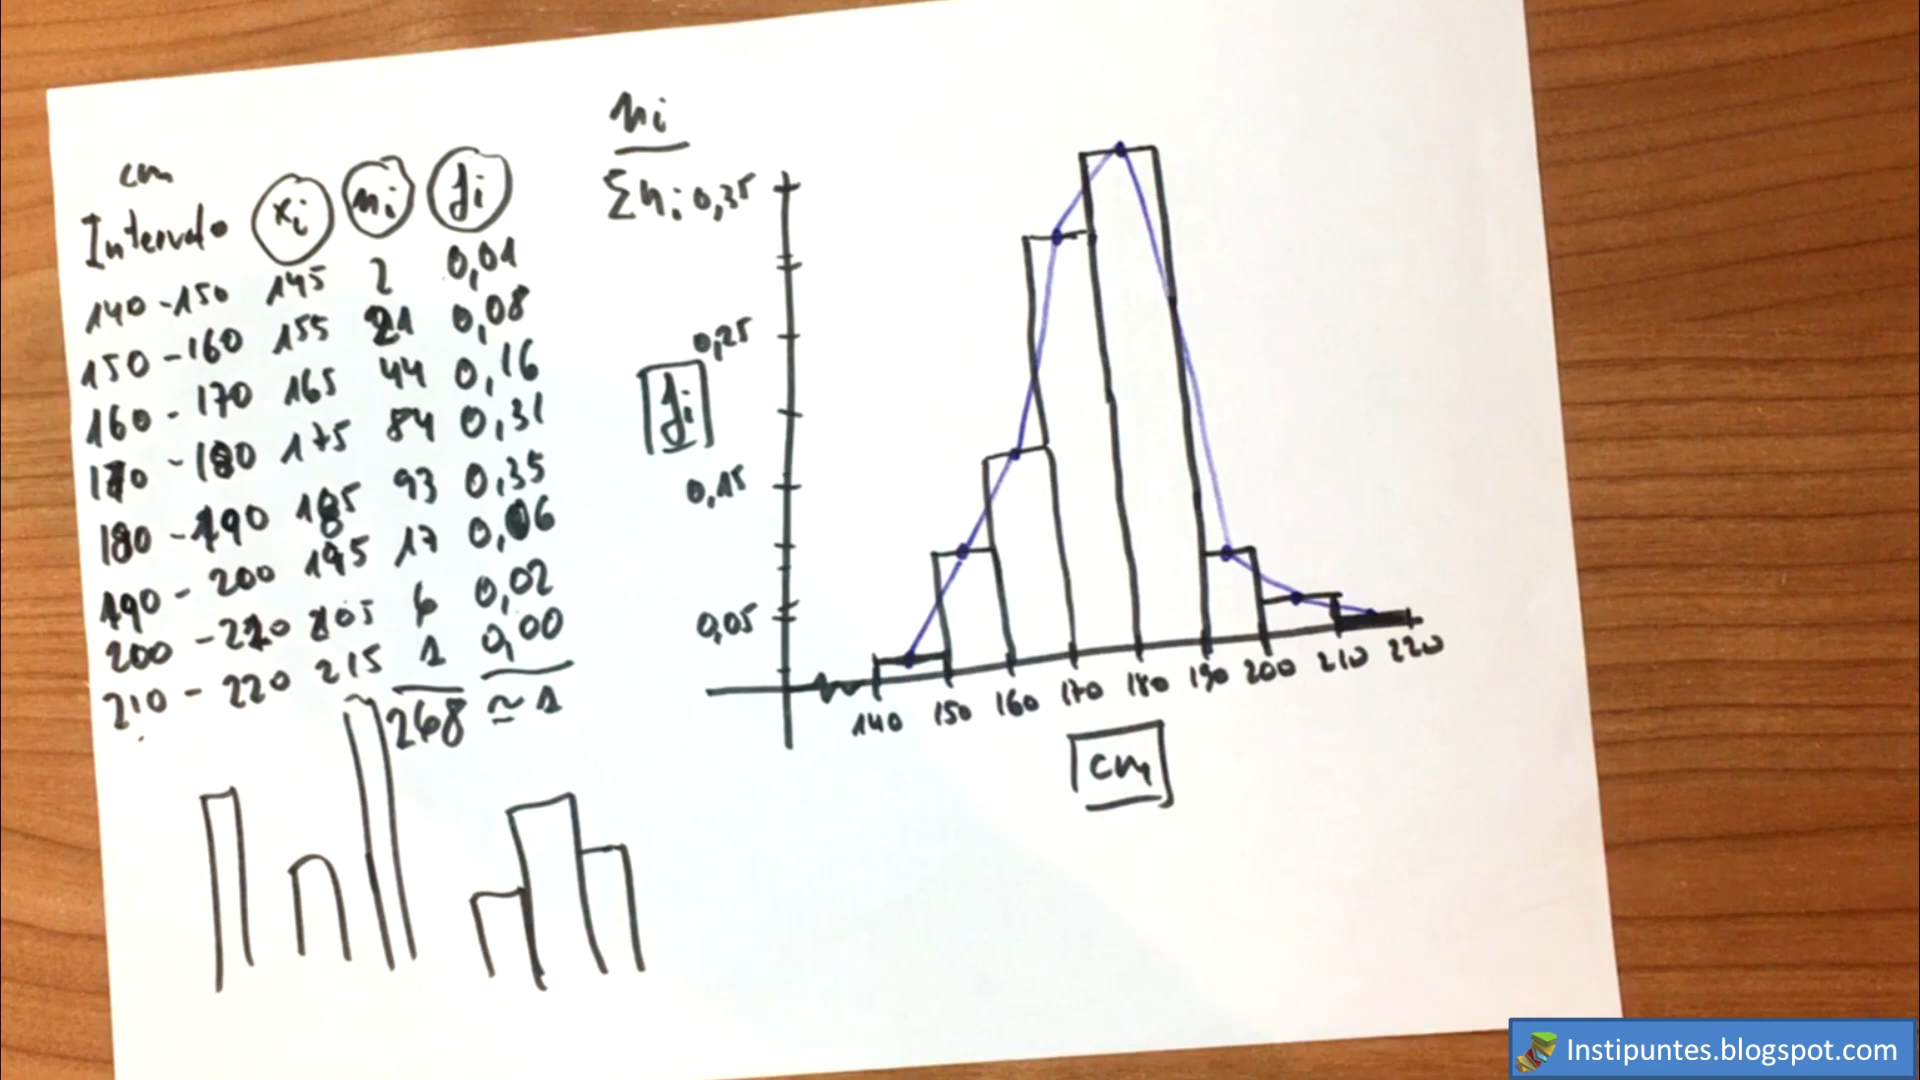 cm
Intervalo xi ni fi
140-150 145 2 0,01
150-160 155 21 0,08
160-170 165 44 0,16
170-180 175 84 0,31
180-190 185 93 0,35
190-200 195 17 0,06
200-210 205 6 0,02
210-220 215 1 0,00
268 ≃1
ni
Σni
0,35
0,25
fi
0,15
0,05
140 150 160 170 180 190 200 210 220
cm
Instipuntes.blogspot.com